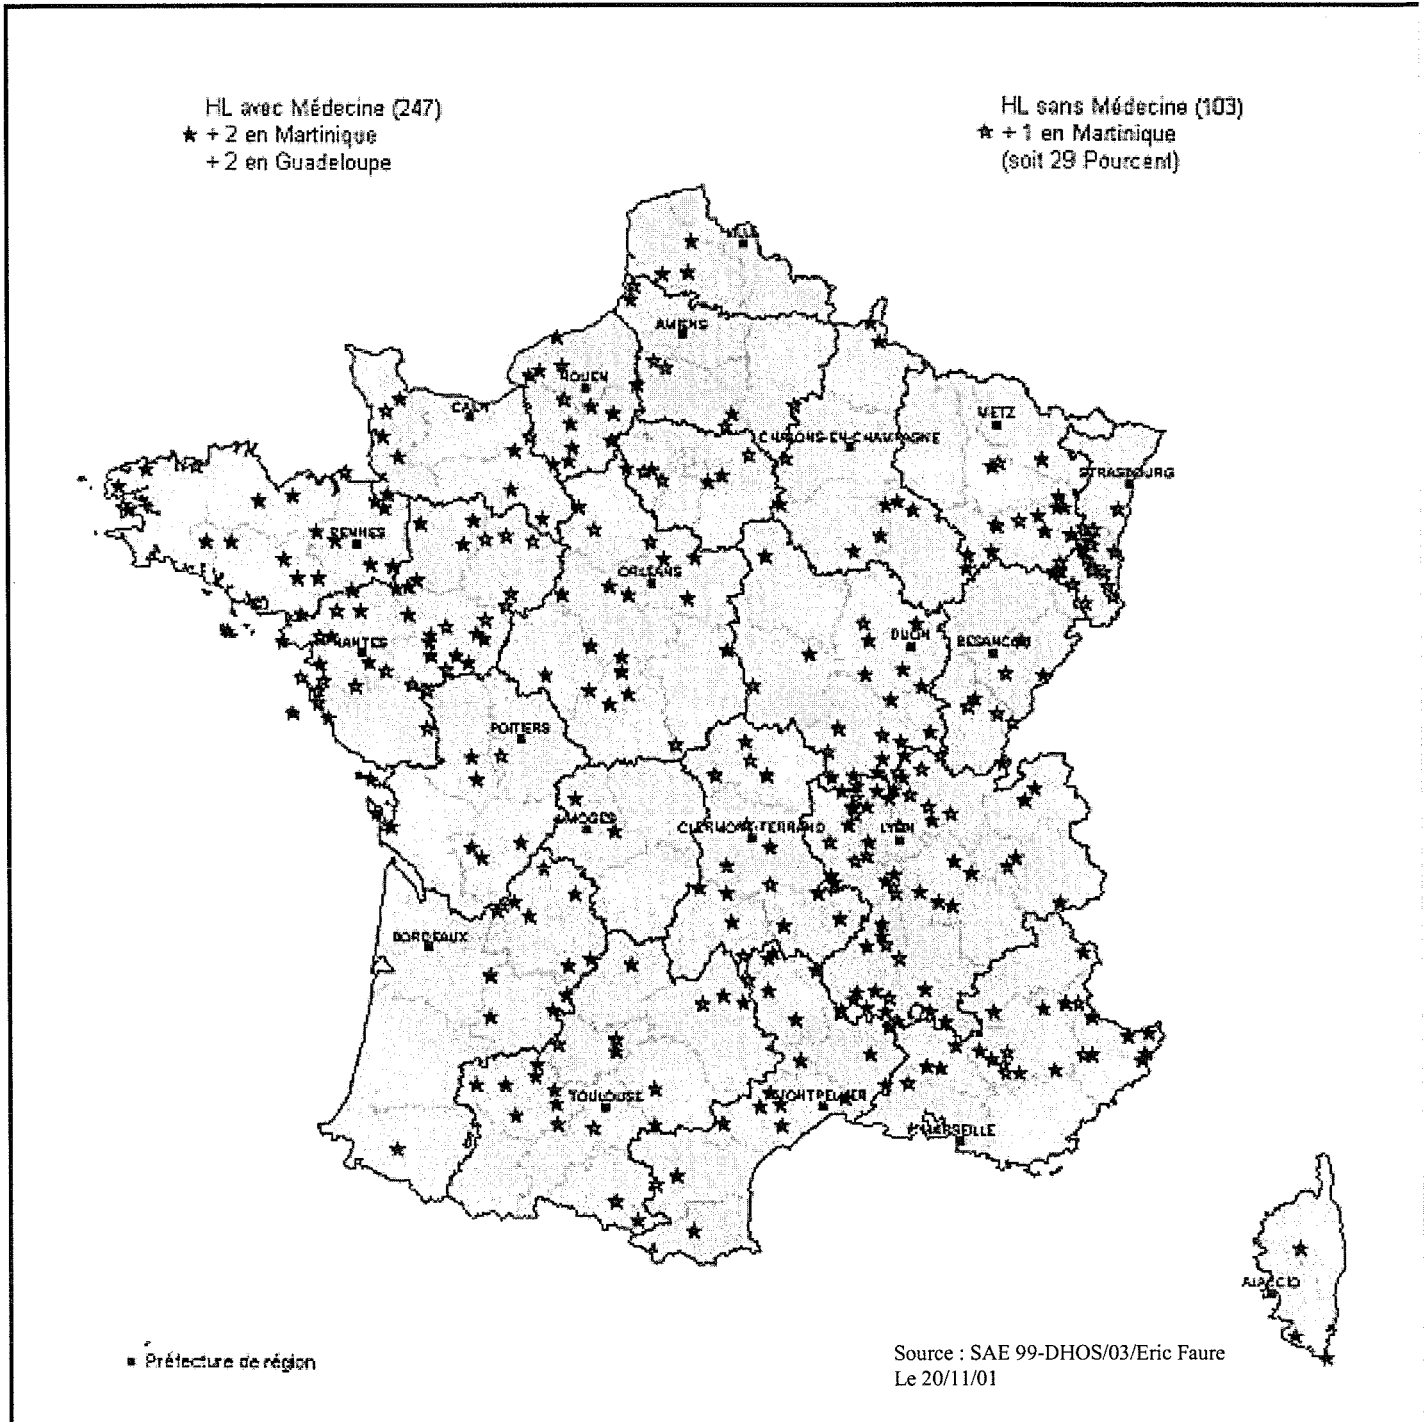 HL avec Médecine (247)
★ + 2 en Martinique
+ 2 en Guadeloupe
HL sans Médecine (103)
☆ + 1 en Martinique
(soit 29 Pourcent)
LILLE
AMIENS
ROUEN
CAEN
METZ
CHALONS-EN-CHAMPAGNE
STRASBOURG
RENNES
ORLEANS
NANTES
DIJON
BESANCON
POITIERS
LIMOGES
CLERMONT-FERRAND
LYON
BORDEAUX
TOULOUSE
MONTPELLIER
MARSEILLE
AJACCIO
■ Préfecture de région
Source : SAE 99-DHOS/03/Eric Faure
Le 20/11/01